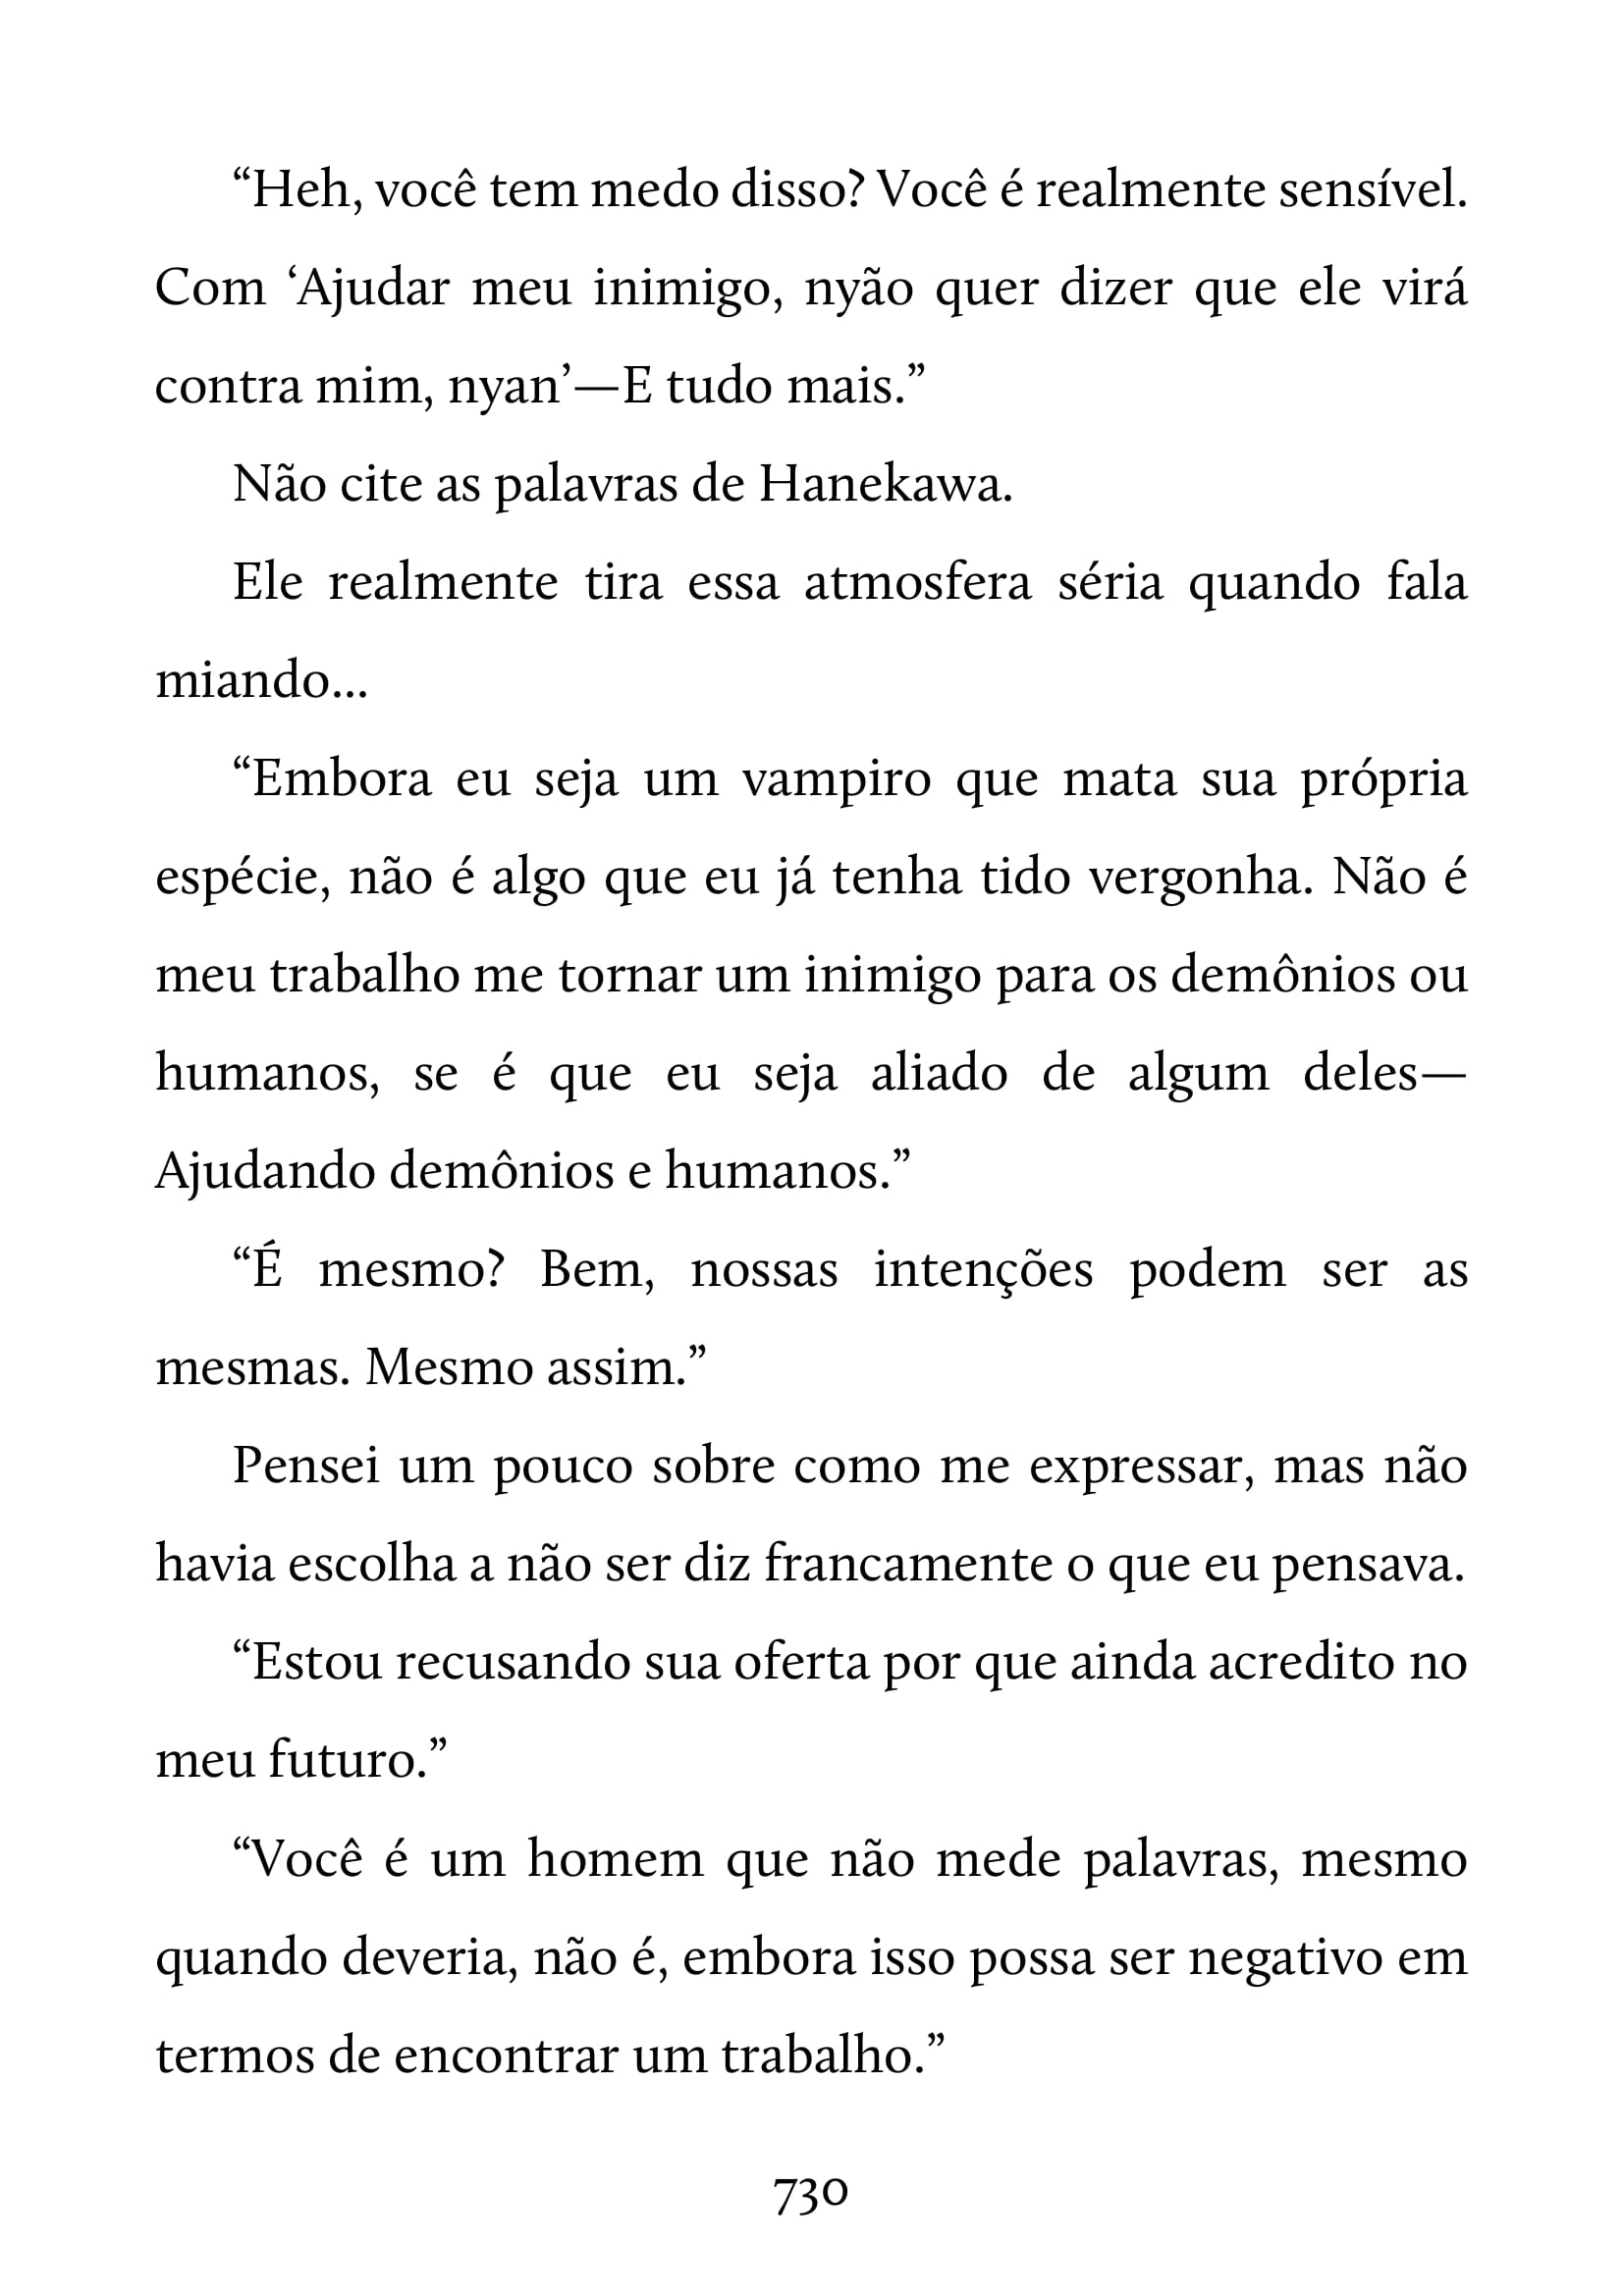 “Heh, você tem medo disso? Você é realmente sensível.
Com ‘Ajudar meu inimigo, nyão quer dizer que ele virá
contra mim, nyan’—E tudo mais.”
Não cite as palavras de Hanekawa.
Ele realmente tira essa atmosfera séria quando fala
miando...
“Embora eu seja um vampiro que mata sua própria
espécie, não é algo que eu já tenha tido vergonha. Não é
meu trabalho me tornar um inimigo para os demônios ou
humanos, se é que eu seja aliado de algum deles—
Ajudando demônios e humanos.”
“É mesmo? Bem, nossas intenções podem ser as
mesmas. Mesmo assim.”
Pensei um pouco sobre como me expressar, mas não
havia escolha a não ser diz francamente o que eu pensava.
“Estou recusando sua oferta por que ainda acredito no
meu futuro.”
“Você é um homem que não mede palavras, mesmo
quando deveria, não é, embora isso possa ser negativo em
termos de encontrar um trabalho.”
730